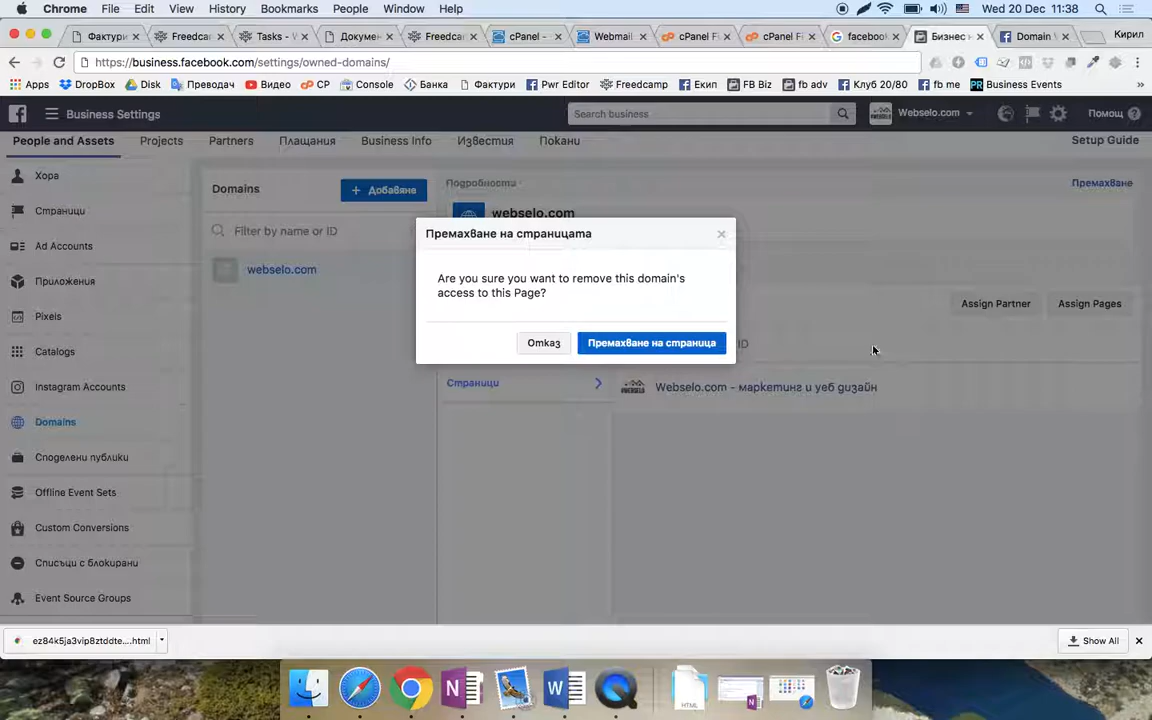 Chrome File Edit View History Bookmarks People Window Help Wed 20 Dec 11:38
Фактури Freedca Tasks - Докумен Freedca cPanel - Webmail cPanel F cPanel F facebook Бизнес Domain Кирил
https://business.facebook.com/settings/owned-domains/
Apps DropBox Disk Преводач Видео CP Console Банка Фактури Pwr Editor Freedcamp Екип FB Biz fb adv Клуб 20/80 fb me Business Events »
Business Settings Search business Webselo.com Помощ
People and Assets Projects Partners Плащания Business Info Известия Покани Setup Guide
Хора
Страници
Ad Accounts
Приложения
Pixels
Catalogs
Instagram Accounts
Domains
Споделени публики
Offline Event Sets
Custom Conversions
Списъци с блокирани
Event Source Groups
Domains + Добавяне
Filter by name or ID
webselo.com
Подробности Премахване
webselo.com
Премахване на страницата ×
Are you sure you want to remove this domain's
access to this Page?
Отказ Премахване на страница
Assign Partner Assign Pages
ID
Страници
Webselo.com - маркетинг и уеб дизайн
ez84k5ja3vip8ztddte....html Show All
HTML